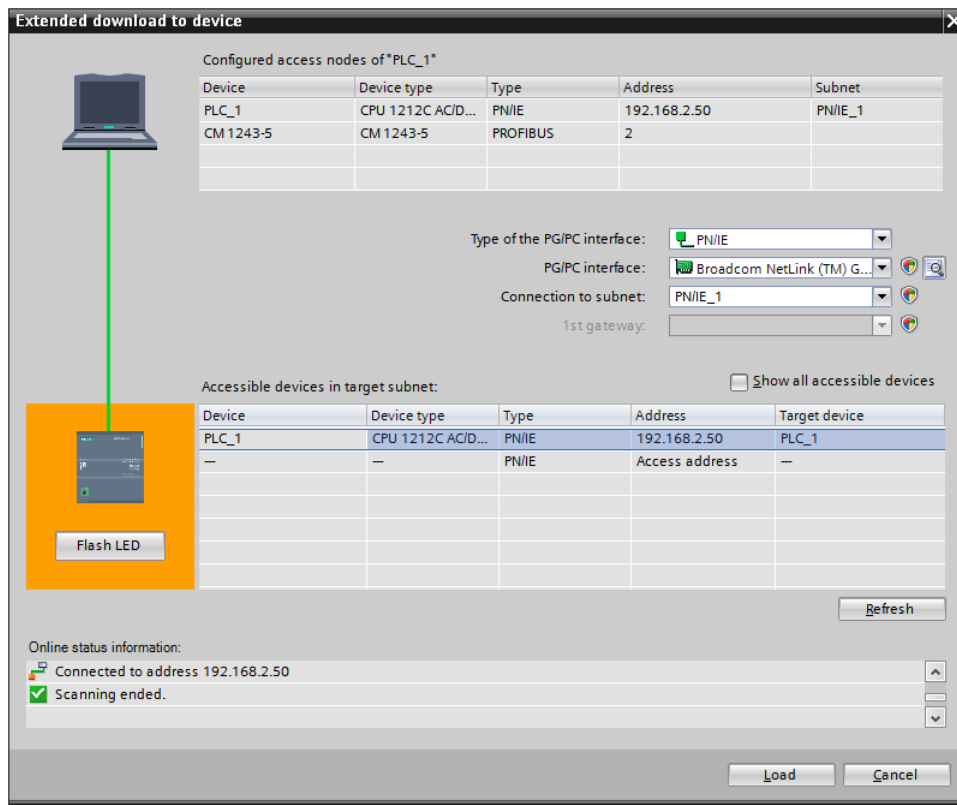 Extended download to device
Configured access nodes of "PLC_1"
Device Device type Type Address Subnet
PLC_1 CPU 1212C AC/D... PN/IE 192.168.2.50 PN/IE_1
CM 1243-5 CM 1243-5 PROFIBUS 2
Type of the PG/PC interface: PN/IE
PG/PC interface: Broadcom NetLink (TM) G...
Connection to subnet: PN/IE_1
1st gateway:
Accessible devices in target subnet: Show all accessible devices
Device Device type Type Address Target device
PLC_1 CPU 1212C AC/D... PN/IE 192.168.2.50 PLC_1
— — PN/IE Access address —
Flash LED
Refresh
Online status information:
Connected to address 192.168.2.50
Scanning ended.
Load Cancel